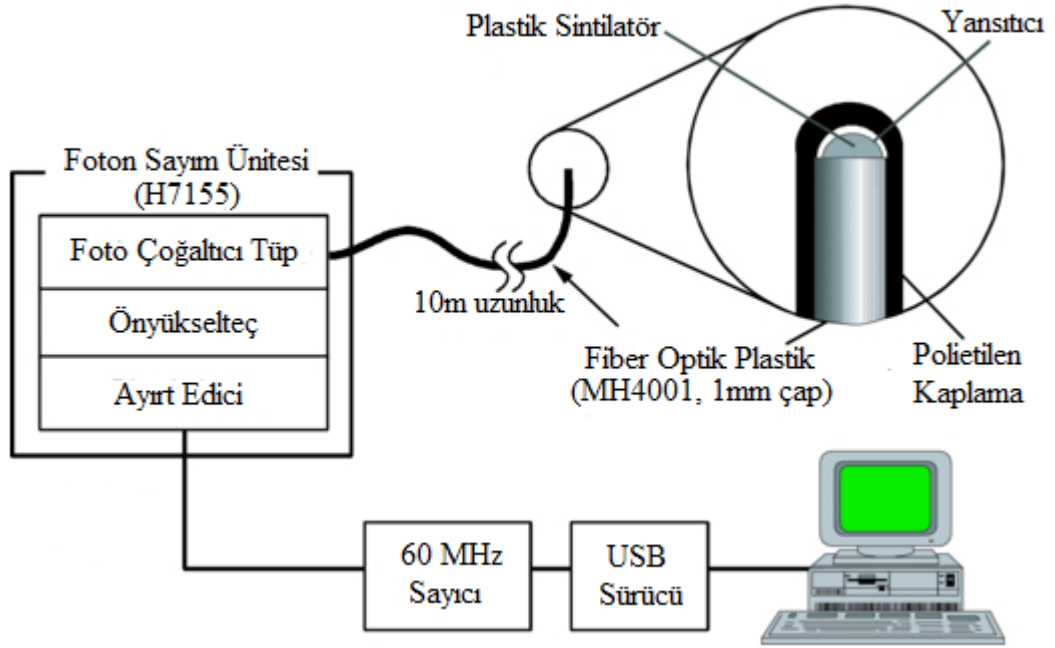 Plastik Sintilatör
Yansıtıcı
Foton Sayım Ünitesi
(H7155)
Foto Çoğaltıcı Tüp
Önyükselteç
Ayırt Edici
10m uzunluk
Fiber Optik Plastik
(MH4001, 1mm çap)
Polietilen
Kaplama
60 MHz
Sayıcı
USB
Sürücü